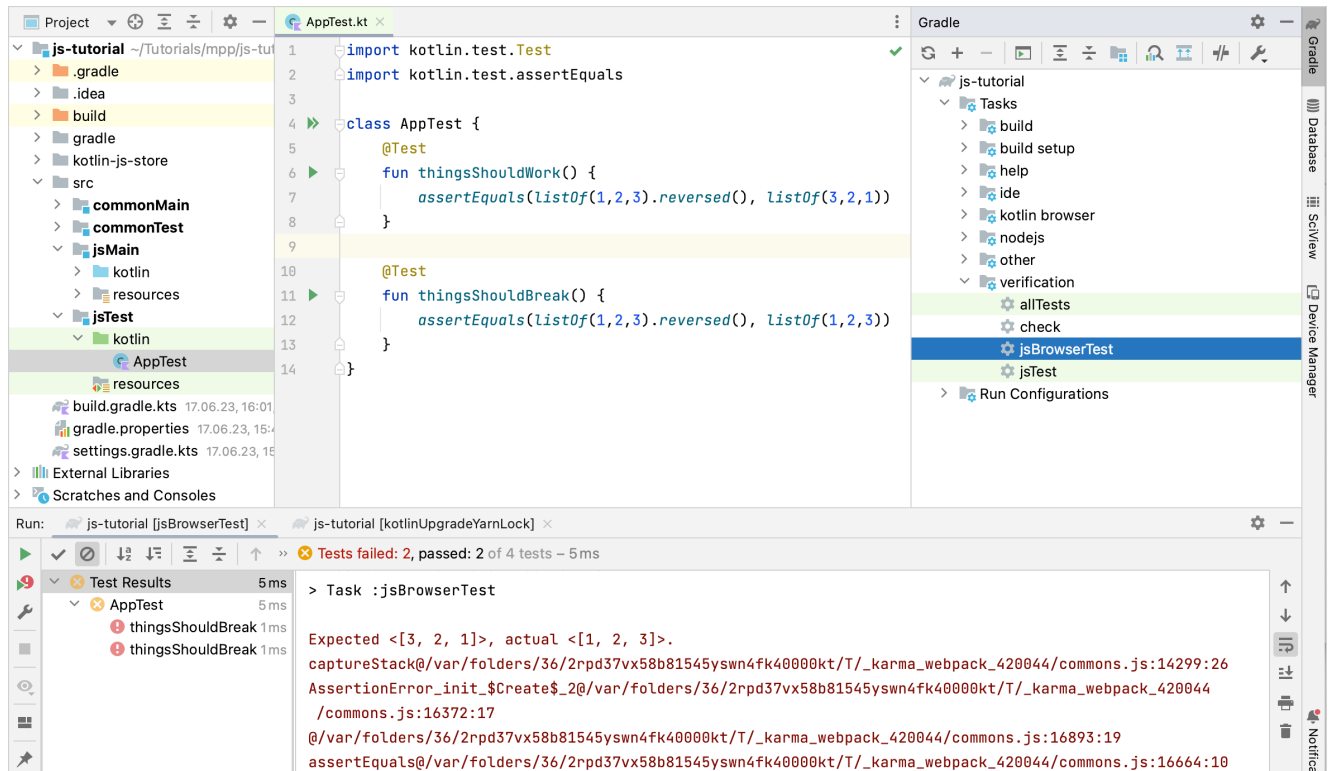 Project
js-tutorial ~/Tutorials/mpp/js-tut
.gradle
.idea
build
gradle
kotlin-js-store
src
commonMain
commonTest
jsMain
kotlin
resources
jsTest
kotlin
AppTest
resources
build.gradle.kts 17.06.23, 16:01,
gradle.properties 17.06.23, 15:4
settings.gradle.kts 17.06.23, 15
External Libraries
Scratches and Consoles
AppTest.kt
1 import kotlin.test.Test
2 import kotlin.test.assertEquals
3
4 class AppTest {
5 @Test
6 fun thingsShouldWork() {
7 assertEquals(listOf(1,2,3).reversed(), listOf(3,2,1))
8 }
9
10 @Test
11 fun thingsShouldBreak() {
12 assertEquals(listOf(1,2,3).reversed(), listOf(1,2,3))
13 }
14 }
Gradle
js-tutorial
Tasks
build
build setup
help
ide
kotlin browser
nodejs
other
verification
allTests
check
jsBrowserTest
jsTest
Run Configurations
Gradle
Database
SciView
Device Manager
Notifica
Run: js-tutorial [jsBrowserTest] js-tutorial [kotlinUpgradeYarnLock]
Tests failed: 2, passed: 2 of 4 tests – 5 ms
Test Results 5 ms
AppTest 5 ms
thingsShouldBreak 1 ms
thingsShouldBreak 1 ms
> Task :jsBrowserTest
Expected <[3, 2, 1]>, actual <[1, 2, 3]>.
captureStack@/var/folders/36/2rpd37vx58b81545yswn4fk40000kt/T/_karma_webpack_420044/commons.js:14299:26
AssertionError_init_$Create$_2@/var/folders/36/2rpd37vx58b81545yswn4fk40000kt/T/_karma_webpack_420044
/commons.js:16372:17
@/var/folders/36/2rpd37vx58b81545yswn4fk40000kt/T/_karma_webpack_420044/commons.js:16893:19
assertEquals@/var/folders/36/2rpd37vx58b81545yswn4fk40000kt/T/_karma_webpack_420044/commons.js:16664:10